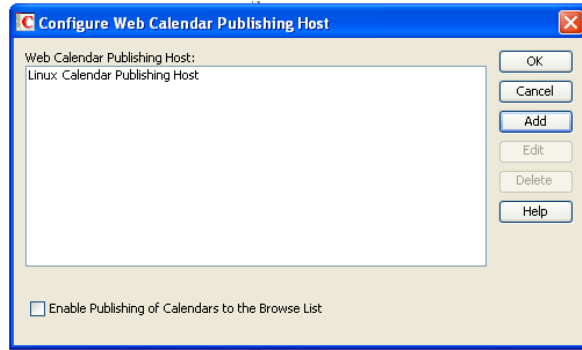 Configure Web Calendar Publishing Host
Web Calendar Publishing Host:
Linux Calendar Publishing Host
OK
Cancel
Add
Edit
Delete
Help
Enable Publishing of Calendars to the Browse List